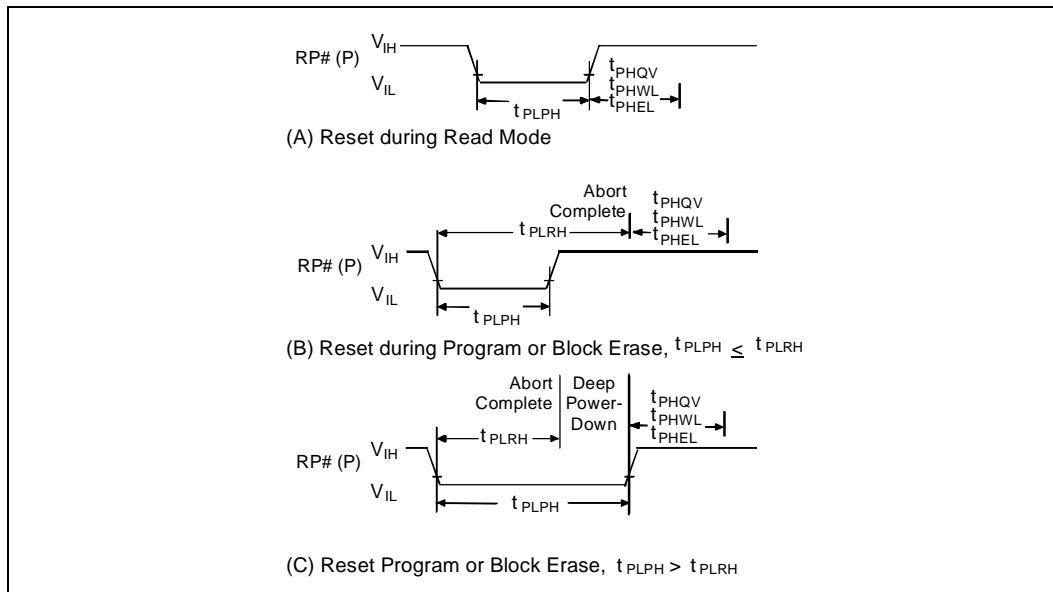 V IH
RP# (P)
V IL
t PHQV
t PHWL
t PHEL
t PLPH
(A) Reset during Read Mode
Abort
Complete
t PHQV
t PHWL
t PHEL
t PLRH
V IH
RP# (P)
V IL
t PLPH
(B) Reset during Program or Block Erase, t PLPH ≤ t PLRH
Abort
Complete
Deep
Power-
Down
t PHQV
t PHWL
t PHEL
t PLRH
V IH
RP# (P)
V IL
t PLPH
(C) Reset Program or Block Erase, t PLPH > t PLRH